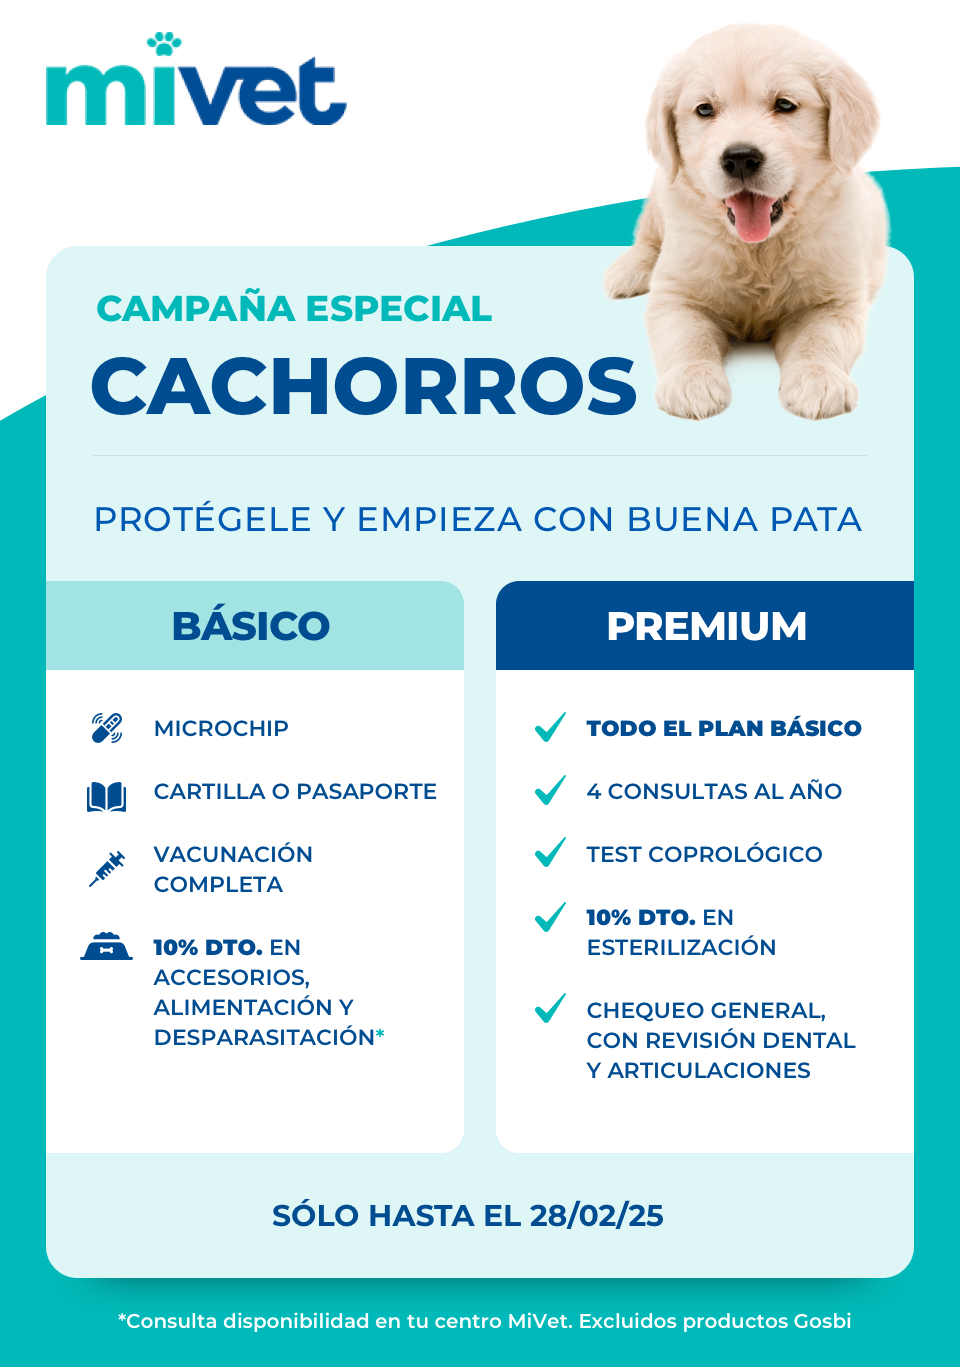 mivet
CAMPAÑA ESPECIAL
CACHORROS
PROTÉGELE Y EMPIEZA CON BUENA PATA
BÁSICO
MICROCHIP
CARTILLA O PASAPORTE
VACUNACIÓN
COMPLETA
10% DTO. EN
ACCESORIOS,
ALIMENTACIÓN Y
DESPARASITACIÓN*
PREMIUM
TODO EL PLAN BÁSICO
4 CONSULTAS AL AÑO
TEST COPROLÓGICO
10% DTO. EN
ESTERILIZACIÓN
CHEQUEO GENERAL,
CON REVISIÓN DENTAL
Y ARTICULACIONES
SÓLO HASTA EL 28/02/25
*Consulta disponibilidad en tu centro MiVet. Excluidos productos Gosbi